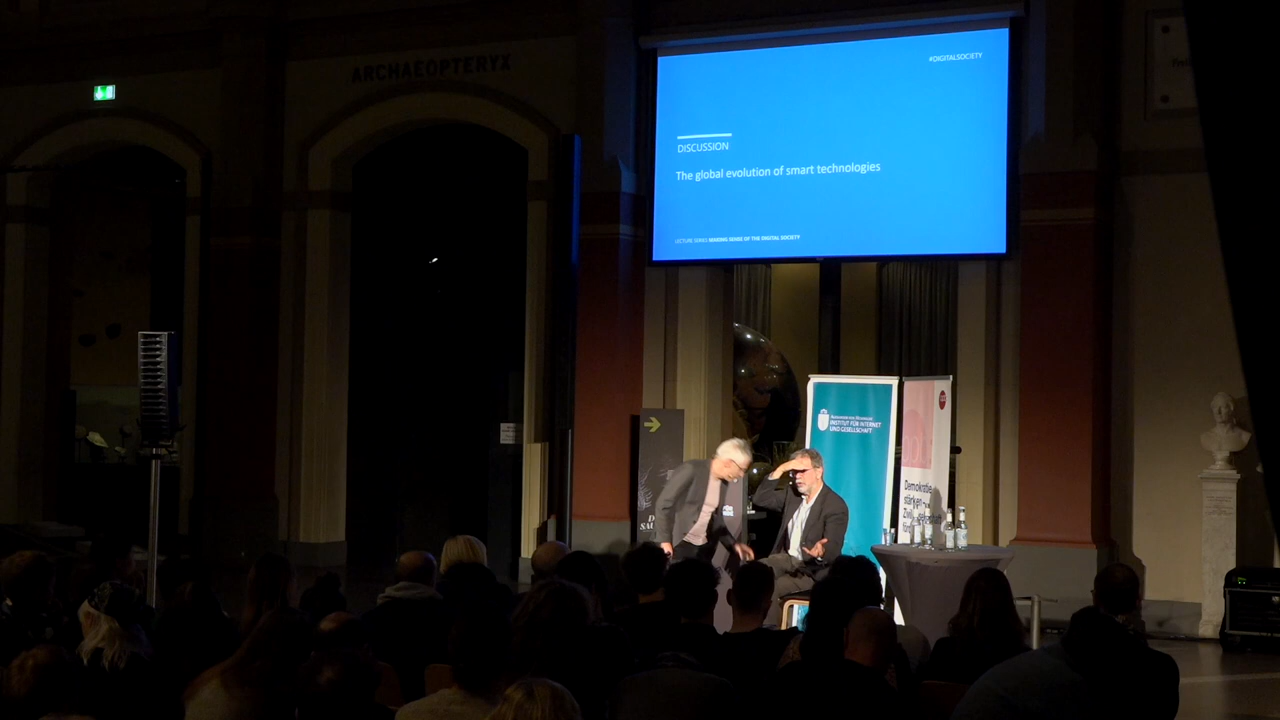 ARCHAEOPTERYX
#DIGITALSOCIETY
DISCUSSION
The global evolution of smart technologies
LECTURE SERIES MAKING SENSE OF THE DIGITAL SOCIETY
INSTITUT FÜR INTERNET
UND GESELLSCHAFT
Demokratie